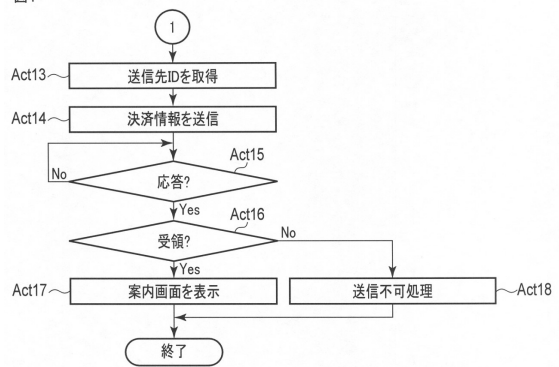 1
Act13
送信先IDを取得
Act14
決済情報を送信
Act15
No
応答?
Yes
Act16
受領?
No
Yes
Act17
案内画面を表示
送信不可処理
Act18
終了